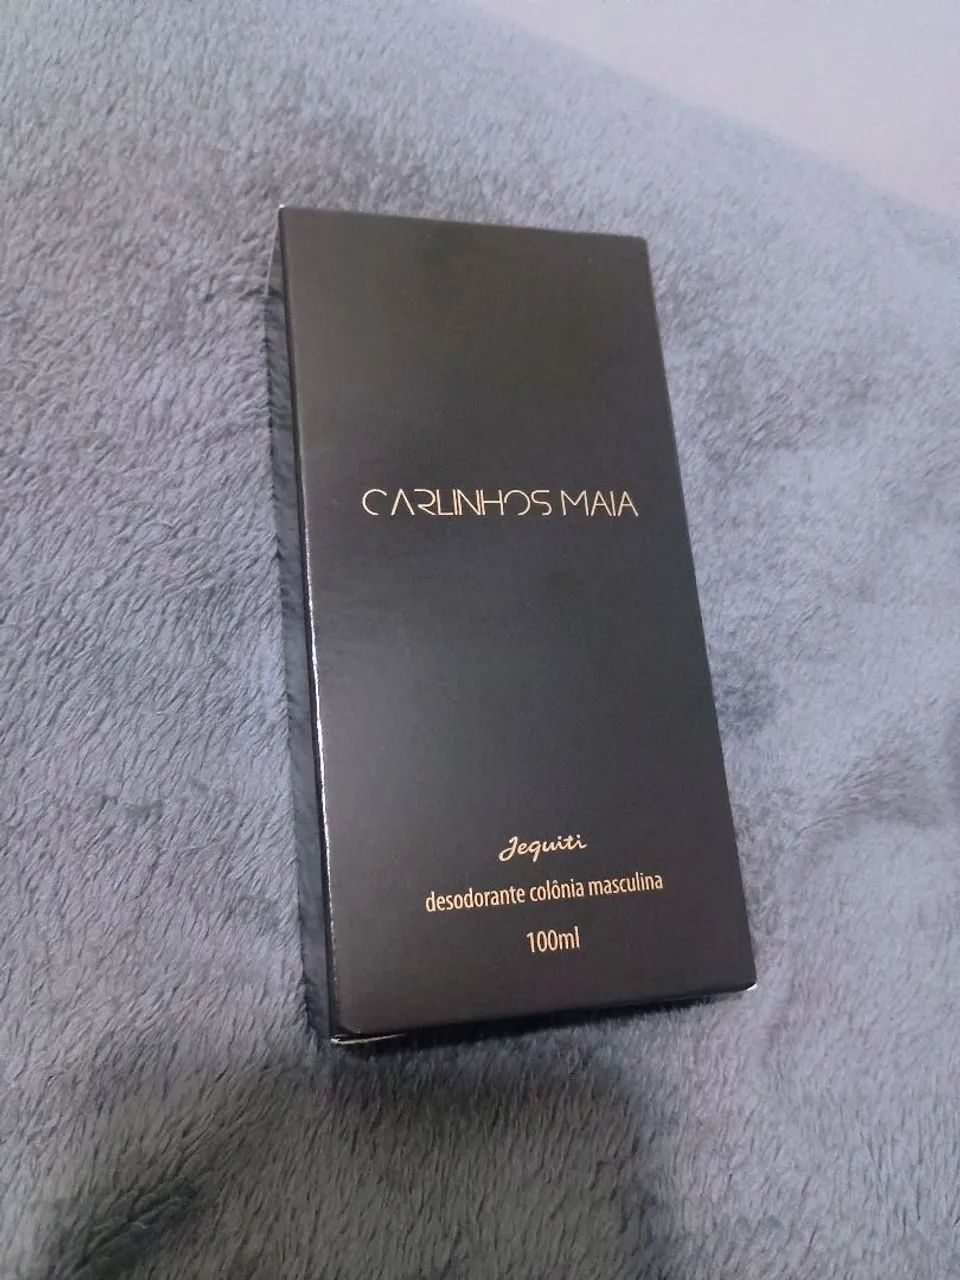 CARLINHOS MAIA
Jequiti
desodorante colônia masculina
100ml